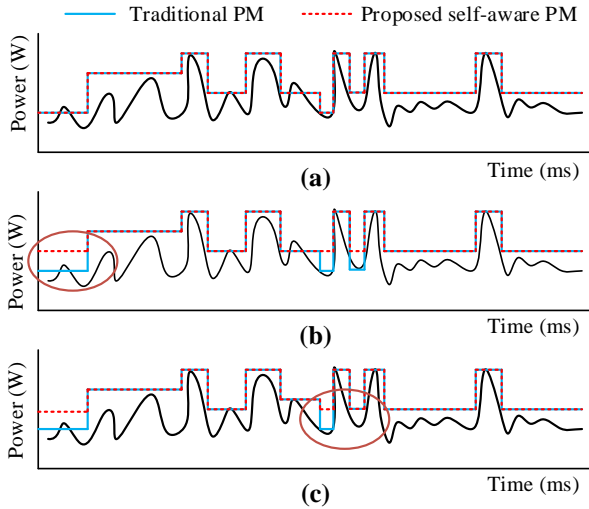 Traditional PM
Proposed self-aware PM
Power (W)
Time (ms)
(a)
Power (W)
Time (ms)
(b)
Power (W)
Time (ms)
(c)